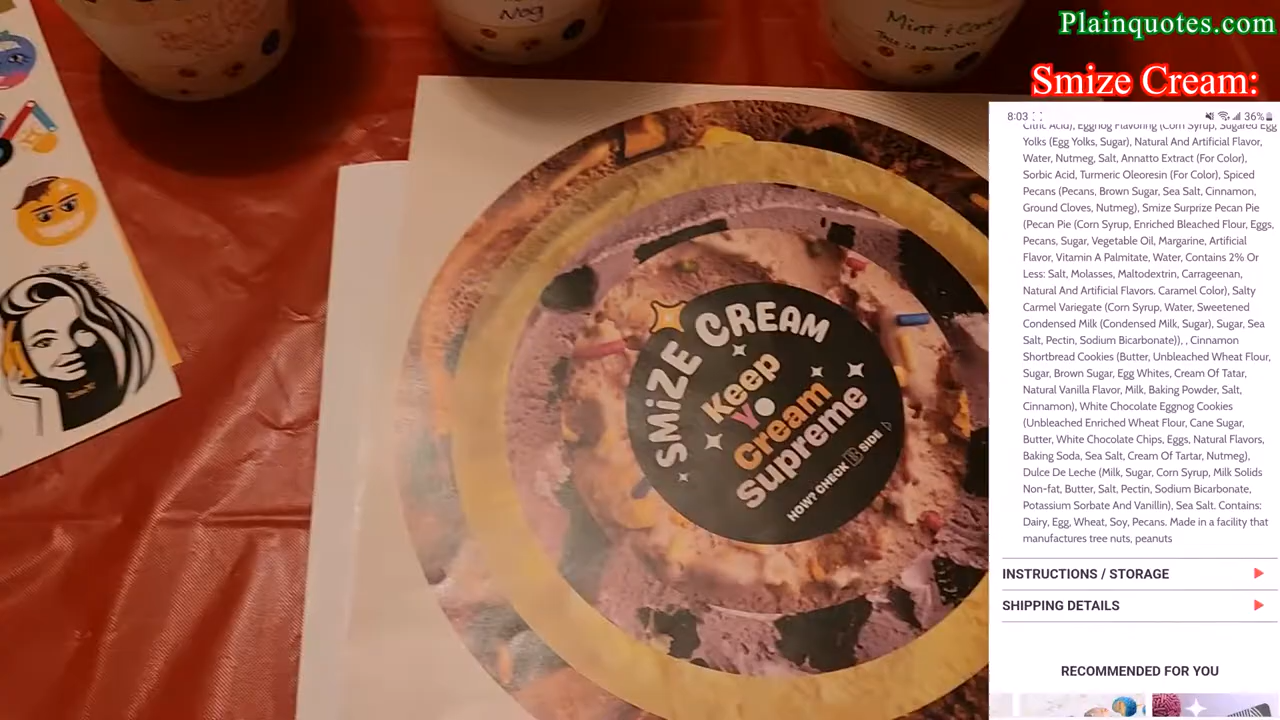 Nog
Mint & Cookie
This is
Plainquotes.com
Smize Cream:
SMiZE CREAM
Keep
Yo
Cream
Supreme
HOW? CHECK B SIDE
8:03
36%
Citric Acid), Eggnog Flavoring (Corn Syrup, Sugared Egg
Yolks (Egg Yolks, Sugar), Natural And Artificial Flavor,
Water, Nutmeg, Salt, Annatto Extract (For Color),
Sorbic Acid, Turmeric Oleoresin (For Color), Spiced
Pecans (Pecans, Brown Sugar, Sea Salt, Cinnamon,
Ground Cloves, Nutmeg), Smize Surprize Pecan Pie
(Pecan Pie (Corn Syrup, Enriched Bleached Flour, Eggs,
Pecans, Sugar, Vegetable Oil, Margarine, Artificial
Flavor, Vitamin A Palmitate, Water, Contains 2% Or
Less: Salt, Molasses, Maltodextrin, Carrageenan,
Natural And Artificial Flavors. Caramel Color), Salty
Carmel Variegate (Corn Syrup, Water, Sweetened
Condensed Milk (Condensed Milk, Sugar), Sugar, Sea
Salt, Pectin, Sodium Bicarbonate)), , Cinnamon
Shortbread Cookies (Butter, Unbleached Wheat Flour,
Sugar, Brown Sugar, Egg Whites, Cream Of Tatar,
Natural Vanilla Flavor, Milk, Baking Powder, Salt,
Cinnamon), White Chocolate Eggnog Cookies
(Unbleached Enriched Wheat Flour, Cane Sugar,
Butter, White Chocolate Chips, Eggs, Natural Flavors,
Baking Soda, Sea Salt, Cream Of Tartar, Nutmeg),
Dulce De Leche (Milk, Sugar, Corn Syrup, Milk Solids
Non-fat, Butter, Salt, Pectin, Sodium Bicarbonate,
Potassium Sorbate And Vanillin), Sea Salt. Contains:
Dairy, Egg, Wheat, Soy, Pecans. Made in a facility that
manufactures tree nuts, peanuts
INSTRUCTIONS / STORAGE
SHIPPING DETAILS
RECOMMENDED FOR YOU